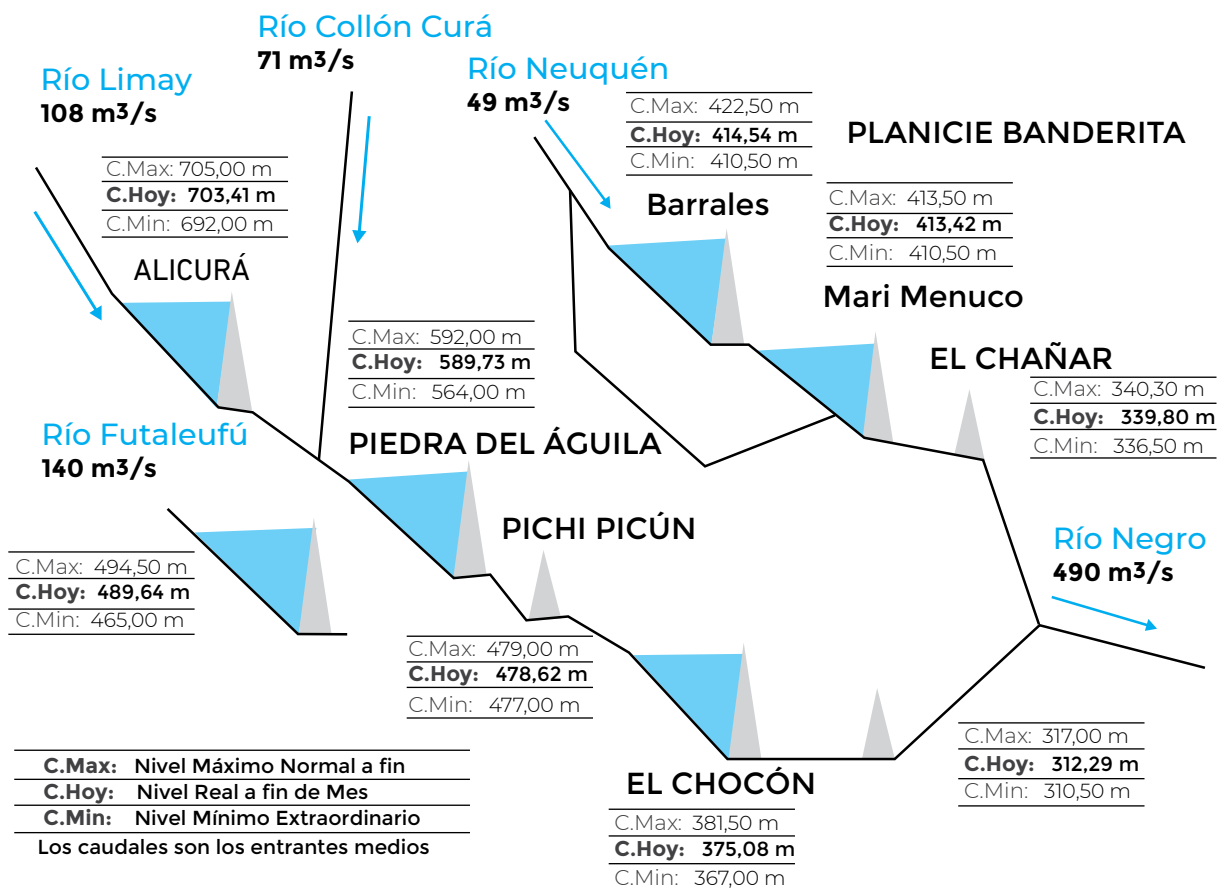 Río Collón Curá
71 m3/s
Río Limay
108 m3/s
Río Neuquén
49 m3/s
C.Max: 422,50 m
C.Hoy: 414,54 m
C.Min: 410,50 m
PLANICIE BANDERITA
C.Max: 705,00 m
C.Hoy: 703,41 m
C.Min: 692,00 m
ALICURÁ
Barrales
C.Max: 413,50 m
C.Hoy: 413,42 m
C.Min: 410,50 m
Mari Menuco
C.Max: 592,00 m
C.Hoy: 589,73 m
C.Min: 564,00 m
EL CHAÑAR
C.Max: 340,30 m
C.Hoy: 339,80 m
C.Min: 336,50 m
Río Futaleufú
140 m3/s
PIEDRA DEL ÁGUILA
PICHI PICÚN
Río Negro
490 m3/s
C.Max: 494,50 m
C.Hoy: 489,64 m
C.Min: 465,00 m
C.Max: 479,00 m
C.Hoy: 478,62 m
C.Min: 477,00 m
C.Max: 317,00 m
C.Hoy: 312,29 m
C.Min: 310,50 m
C.Max: Nivel Máximo Normal a fin
C.Hoy: Nivel Real a fin de Mes
C.Min: Nivel Mínimo Extraordinario
Los caudales son los entrantes medios
EL CHOCÓN
C.Max: 381,50 m
C.Hoy: 375,08 m
C.Min: 367,00 m